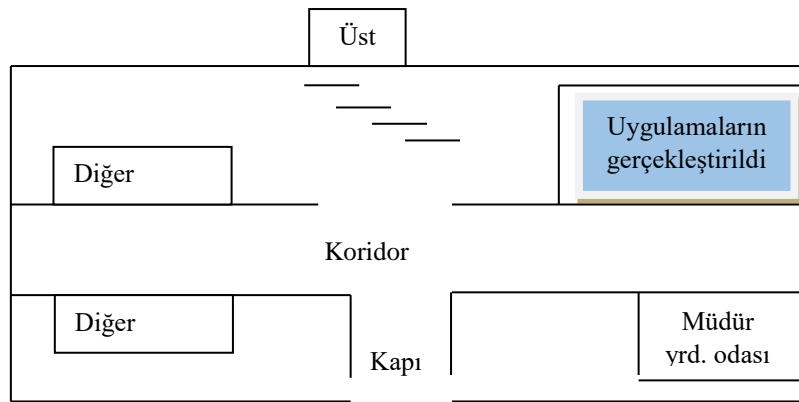 Üst
Uygulamaların
gerçekleştirildi
Diğer
Koridor
Diğer
Müdür
yrd. odası
Kapı